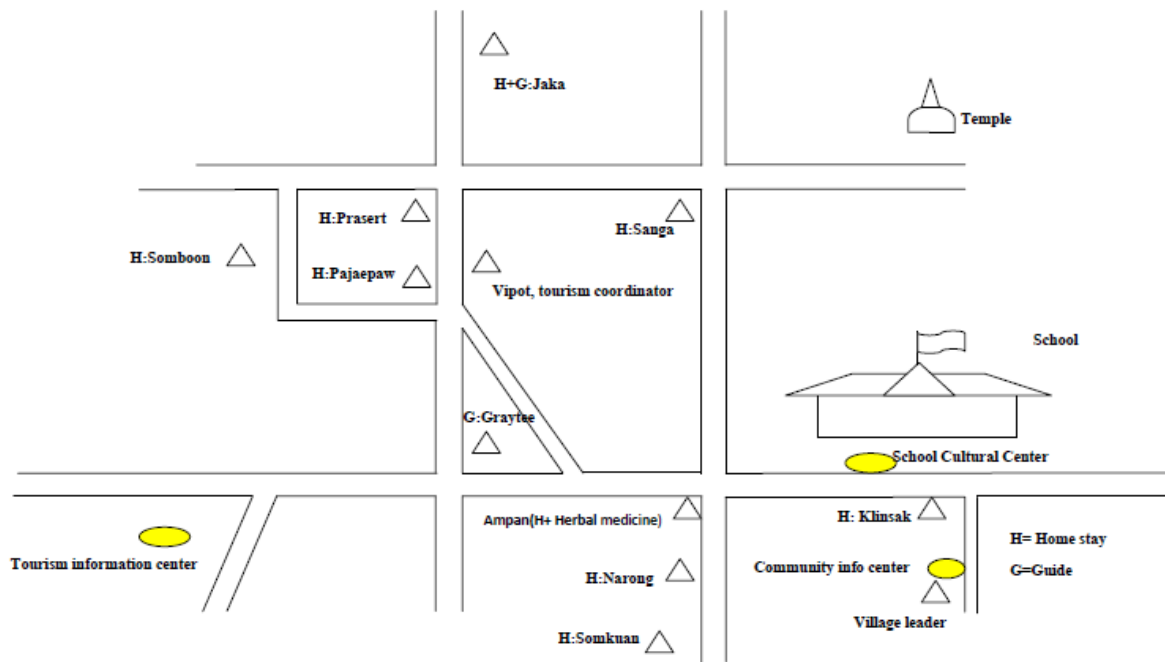 H+G:Jaka
Temple
H:Prasert
H:Sanga
H:Somboon
H:Pajaepaw
Vipot, tourism coordinator
School
G:Graytee
School Cultural Center
Ampan(H+ Herbal medicine)
H: Klinsak
H= Home stay
Tourism information center
Community info center
G=Guide
H:Narong
Village leader
H:Somkuan